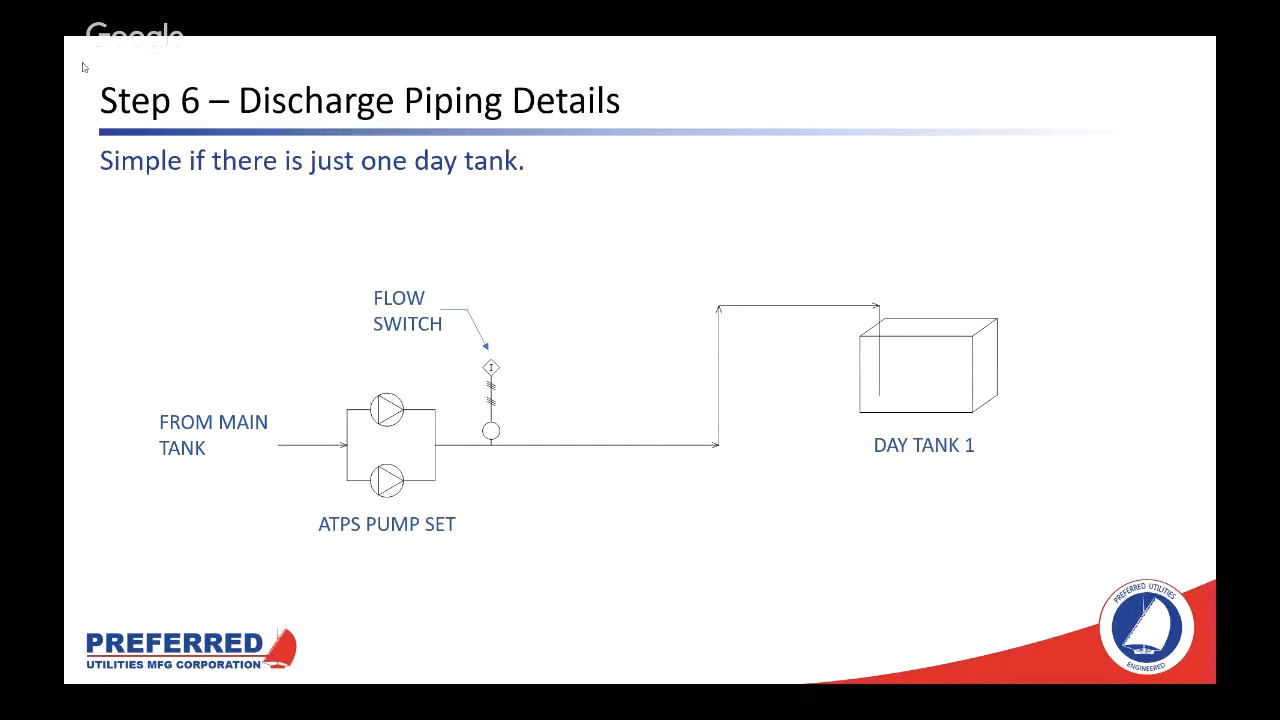 Google
Step 6 – Discharge Piping Details
Simple if there is just one day tank.
FLOW
SWITCH
I
FROM MAIN
TANK
ATPS PUMP SET
DAY TANK 1
PREFERRED
UTILITIES MFG CORPORATION
PREFERRED UTILITIES
ENGINEERED